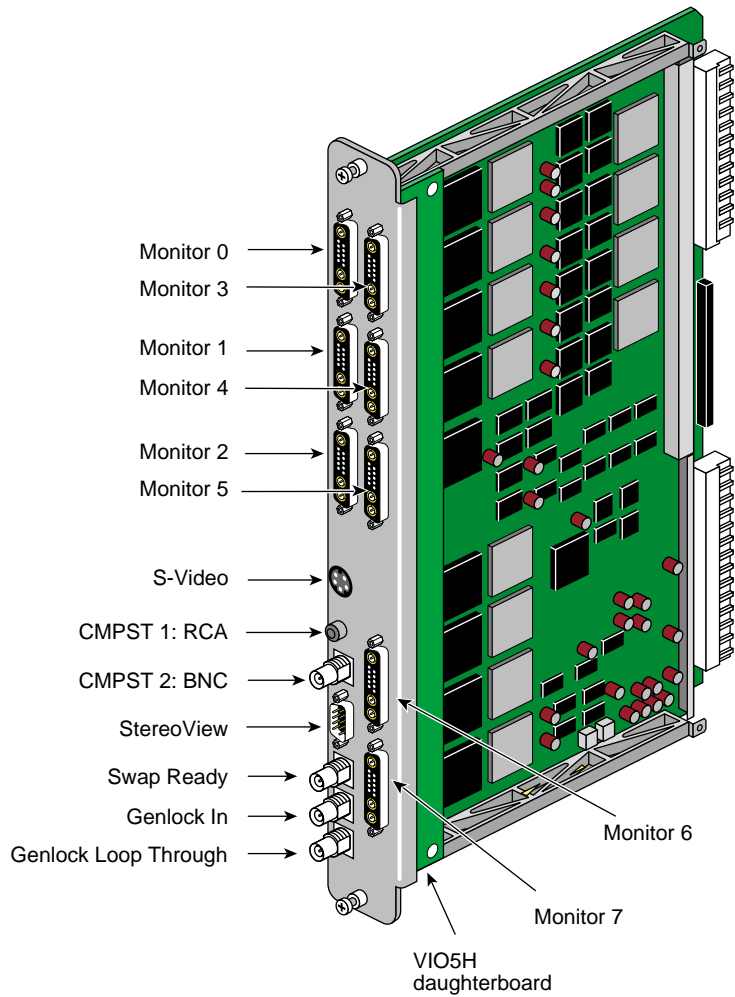 Monitor 0
Monitor 3
Monitor 1
Monitor 4
Monitor 2
Monitor 5
S-Video
CMPST 1: RCA
CMPST 2: BNC
StereoView
Swap Ready
Genlock In
Genlock Loop Through
Monitor 6
Monitor 7
VIO5H
daughterboard